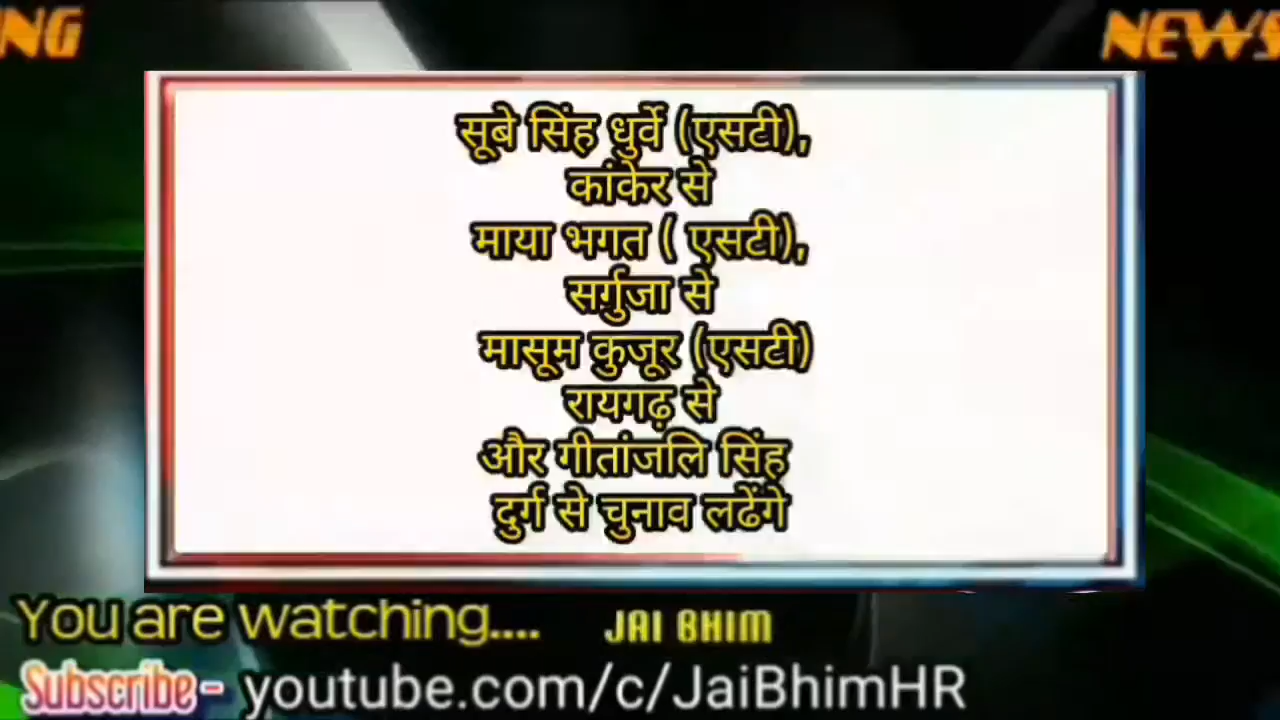 NG
NEWS
सूबे सिंह धुर्वे (एसटी),
कांकेर से
माया भगत ( एसटी),
सर्गुजा से
मासूम कुजूर (एसटी)
रायगढ़ से
और गीतांजलि सिंह
दुर्ग से चुनाव लढेंगे
You are watching.... JAI BHIM
Subscribe- youtube.com/c/JaiBhimHR